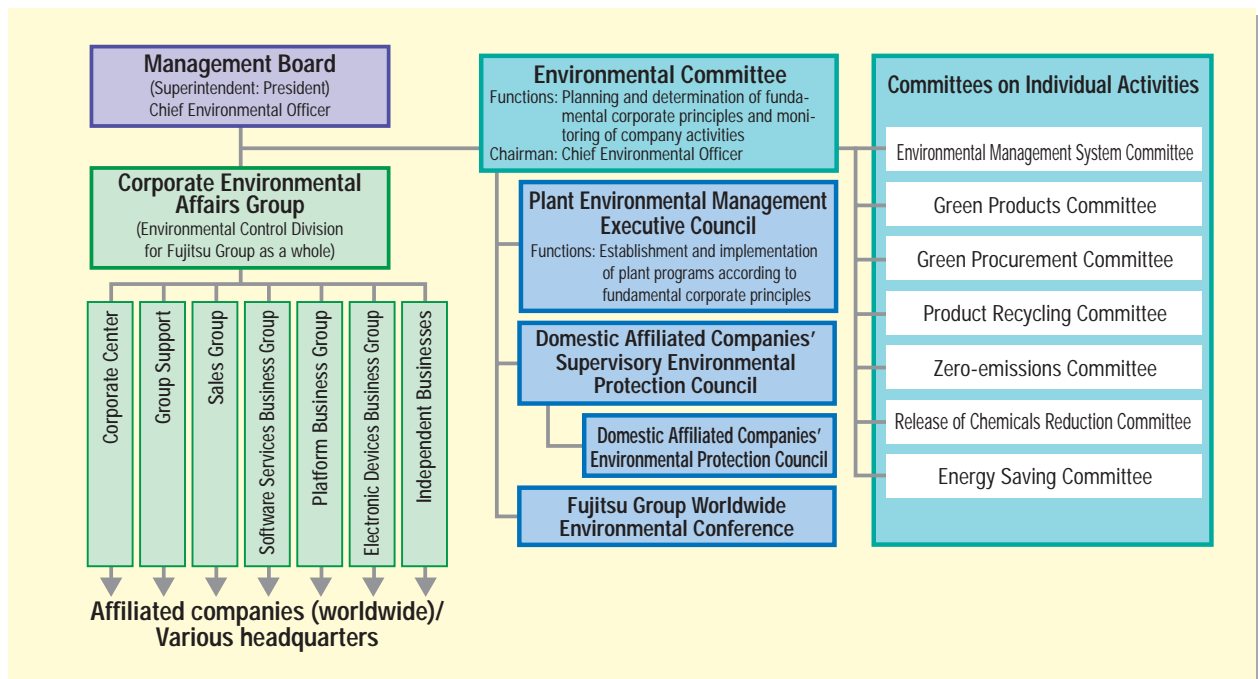 Management Board
(Superintendent: President)
Chief Environmental Officer
Corporate Environmental
Affairs Group
(Environmental Control Division
for Fujitsu Group as a whole)
Corporate Center
Group Support
Sales Group
Software Services Business Group
Platform Business Group
Electronic Devices Business Group
Independent Businesses
Affiliated companies (worldwide)/
Various headquarters
Environmental Committee
Functions: Planning and determination of funda-
mental corporate principles and moni-
toring of company activities
Chairman: Chief Environmental Officer
Plant Environmental Management
Executive Council
Functions: Establishment and implementation
of plant programs according to
fundamental corporate principles
Domestic Affiliated Companies’
Supervisory Environmental
Protection Council
Domestic Affiliated Companies’
Environmental Protection Council
Fujitsu Group Worldwide
Environmental Conference
Committees on Individual Activities
Environmental Management System Committee
Green Products Committee
Green Procurement Committee
Product Recycling Committee
Zero-emissions Committee
Release of Chemicals Reduction Committee
Energy Saving Committee